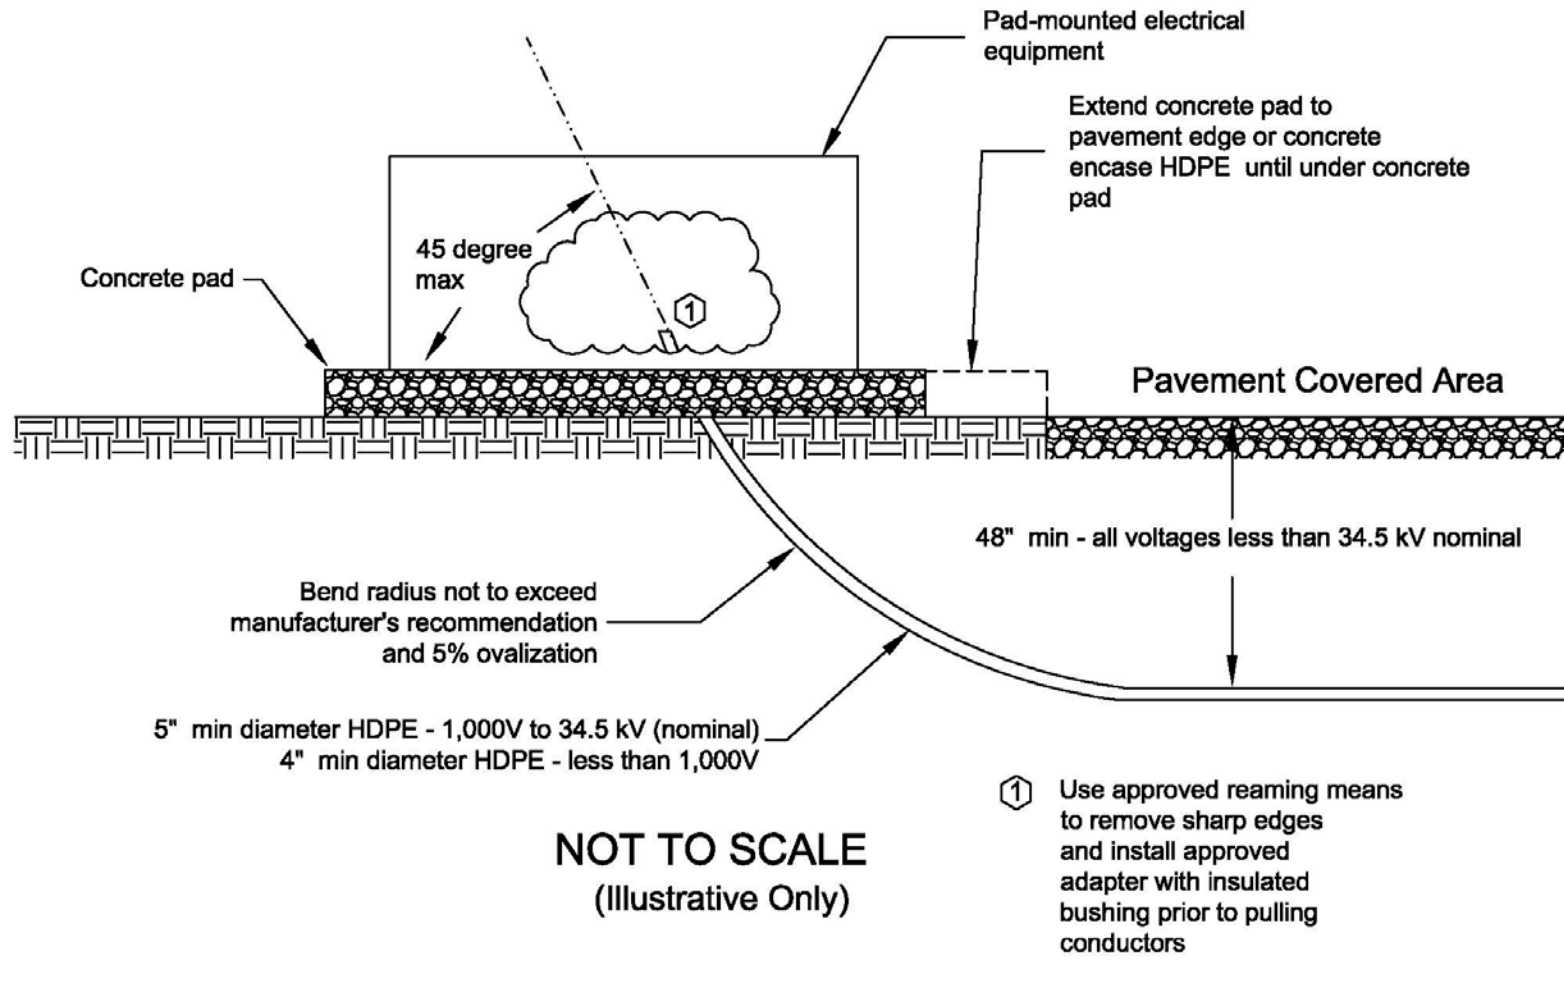 Pad-mounted electrical
equipment
Extend concrete pad to
pavement edge or concrete
encase HDPE until under concrete
pad
45 degree
max
Concrete pad
1
Pavement Covered Area
48" min - all voltages less than 34.5 kV nominal
Bend radius not to exceed
manufacturer's recommendation
and 5% ovalization
5" min diameter HDPE - 1,000V to 34.5 kV (nominal)
4" min diameter HDPE - less than 1,000V
NOT TO SCALE
(Illustrative Only)
1 Use approved reaming means
to remove sharp edges
and install approved
adapter with insulated
bushing prior to pulling
conductors